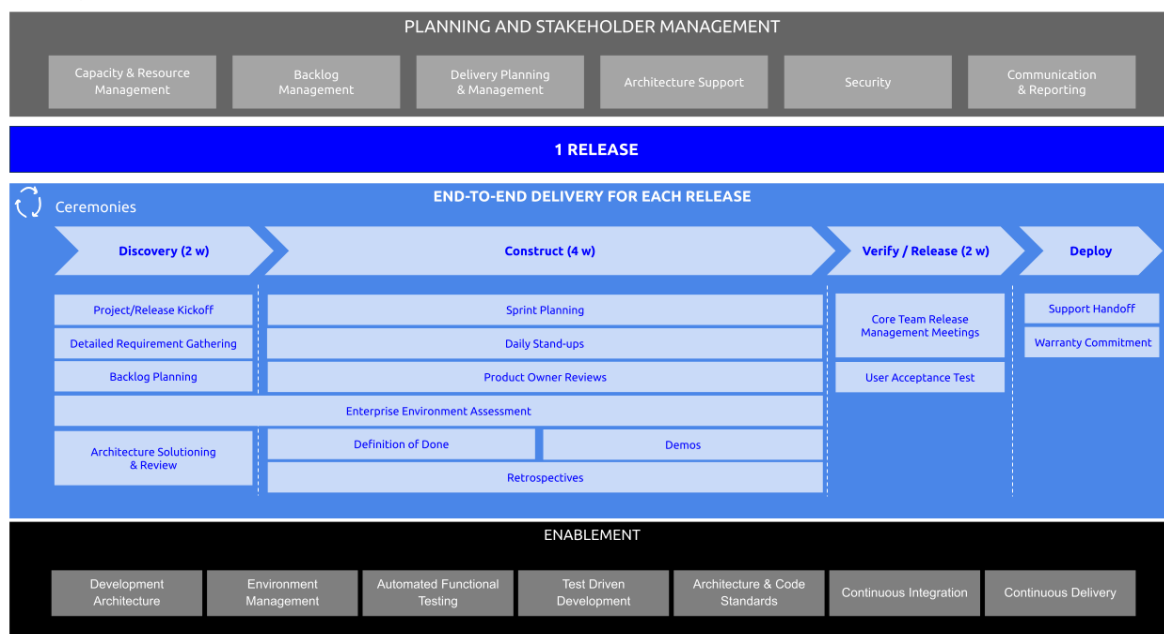 PLANNING AND STAKEHOLDER MANAGEMENT
Capacity & Resource
Management
Backlog
Management
Delivery Planning
& Management
Architecture Support
Security
Communication
& Reporting
1 RELEASE
END-TO-END DELIVERY FOR EACH RELEASE
Ceremonies
Discovery (2 w)
Construct (4 w)
Verify / Release (2 w)
Deploy
Project/Release Kickoff
Detailed Requirement Gathering
Backlog Planning
Sprint Planning
Daily Stand-ups
Product Owner Reviews
Enterprise Environment Assessment
Architecture Solutioning
& Review
Definition of Done
Demos
Retrospectives
Core Team Release
Management Meetings
User Acceptance Test
Support Handoff
Warranty Commitment
ENABLEMENT
Development
Architecture
Environment
Management
Automated Functional
Testing
Test Driven
Development
Architecture & Code
Standards
Continuous Integration
Continuous Delivery